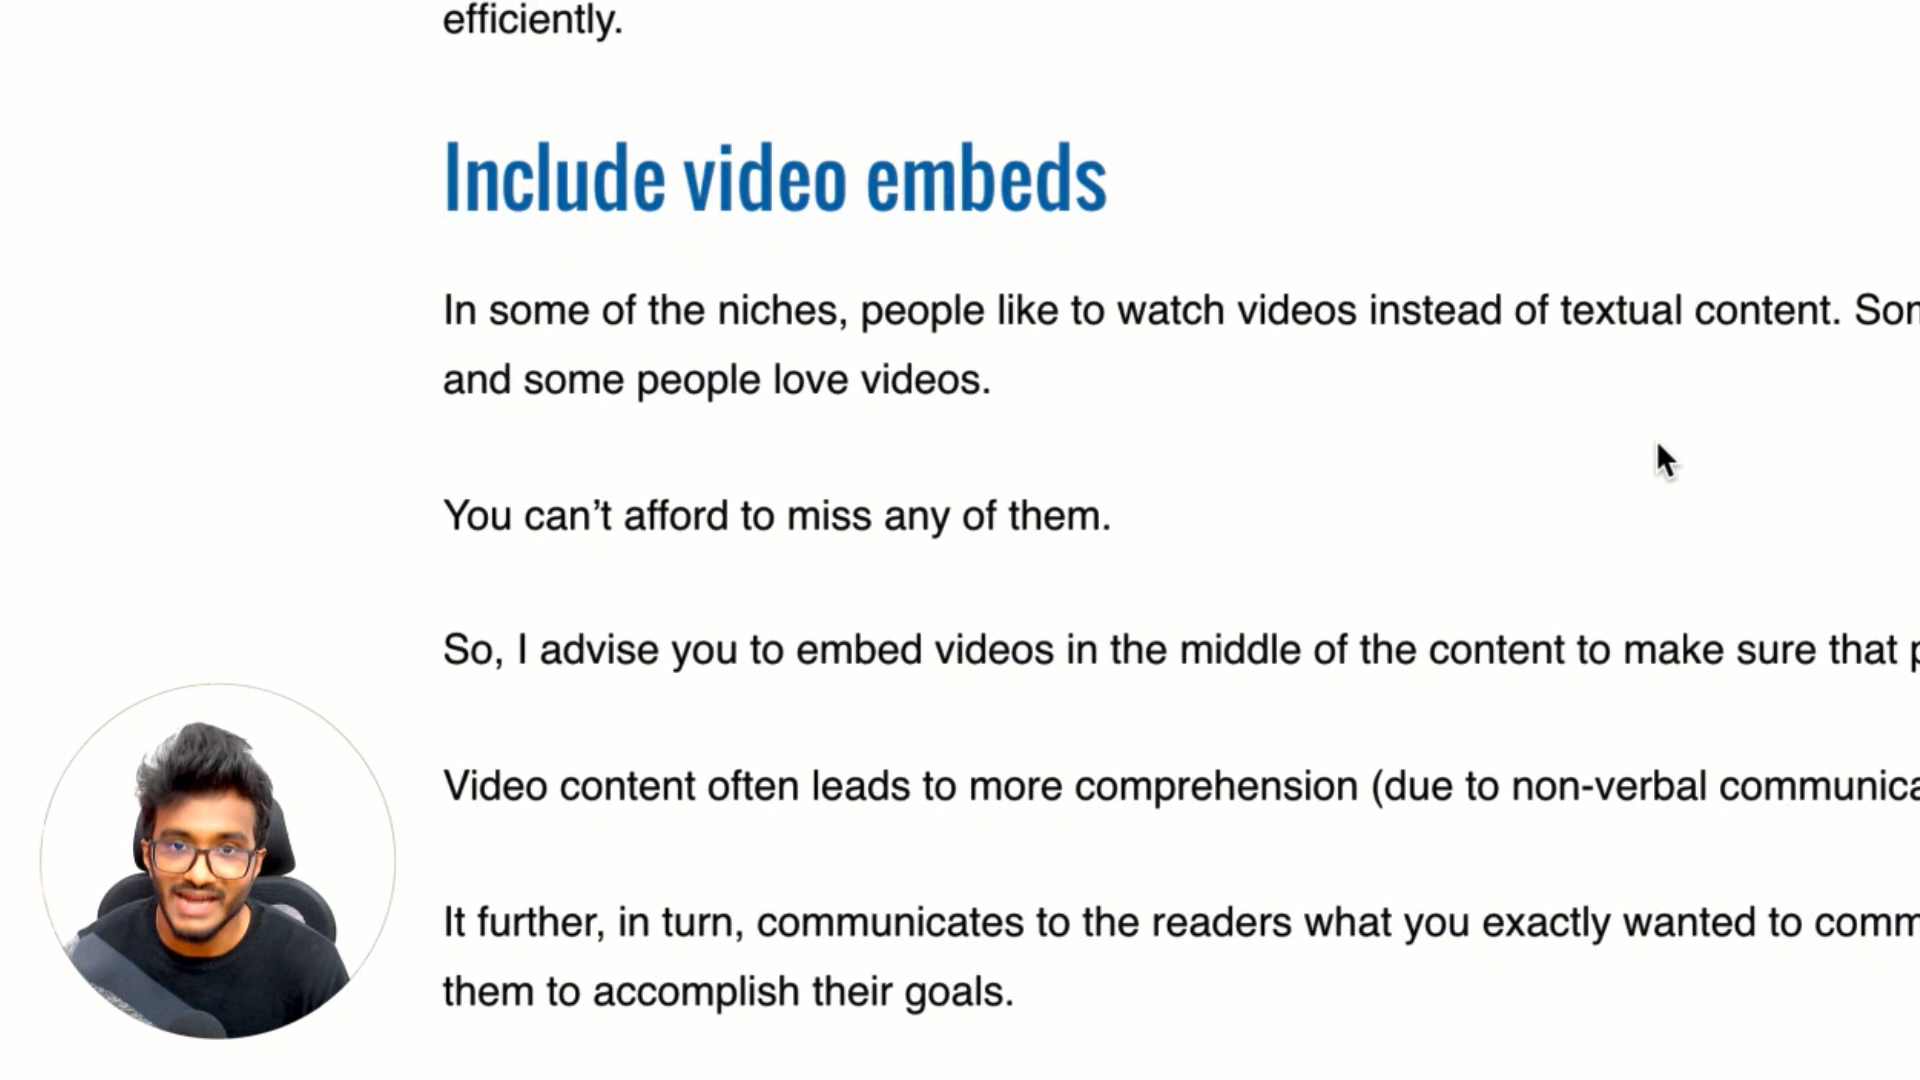 efficiently.
Include video embeds
In some of the niches, people like to watch videos instead of textual content.
and some people love videos.
You can’t afford to miss any of them.
So, I advise you to embed videos in the middle of the content to make sure that
Video content often leads to more comprehension (due to non-verbal
It further, in turn, communicates to the readers what you exactly wanted to
them to accomplish their goals.